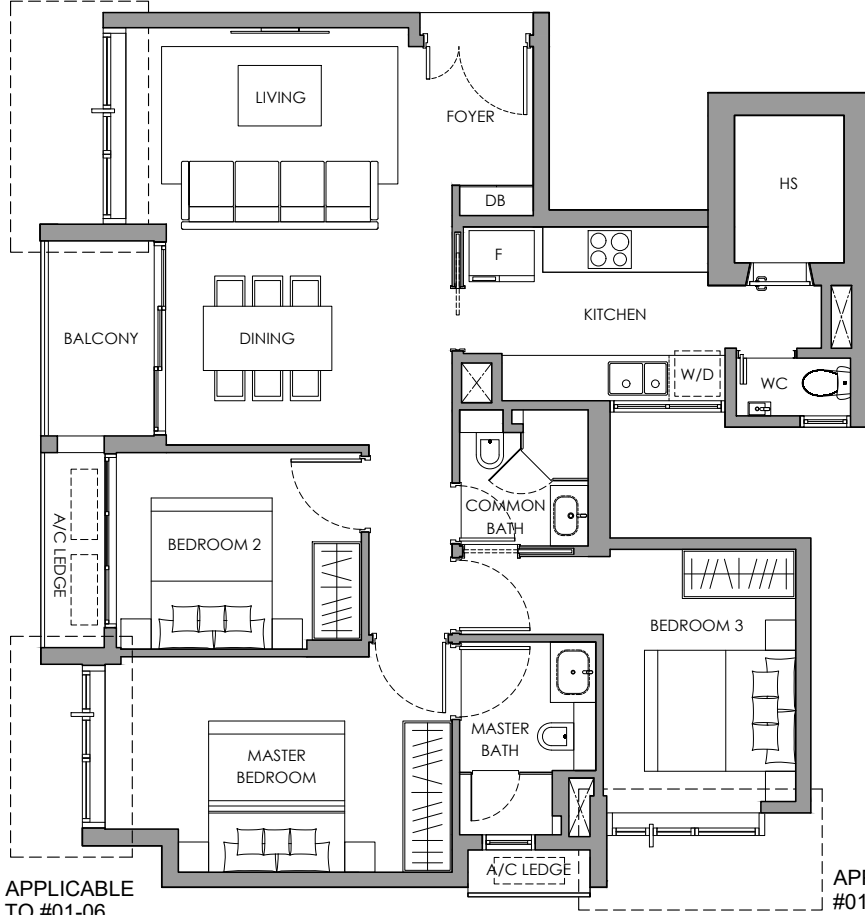 LIVING
FOYER
HS
DB
F
KITCHEN
BALCONY
DINING
W/D
WC
COMMON
BATH
A/C LEDGE
BEDROOM 2
BEDROOM 3
MASTER
BATH
MASTER
BEDROOM
A/C LEDGE
APPLICABLE
TO #01-06
#01